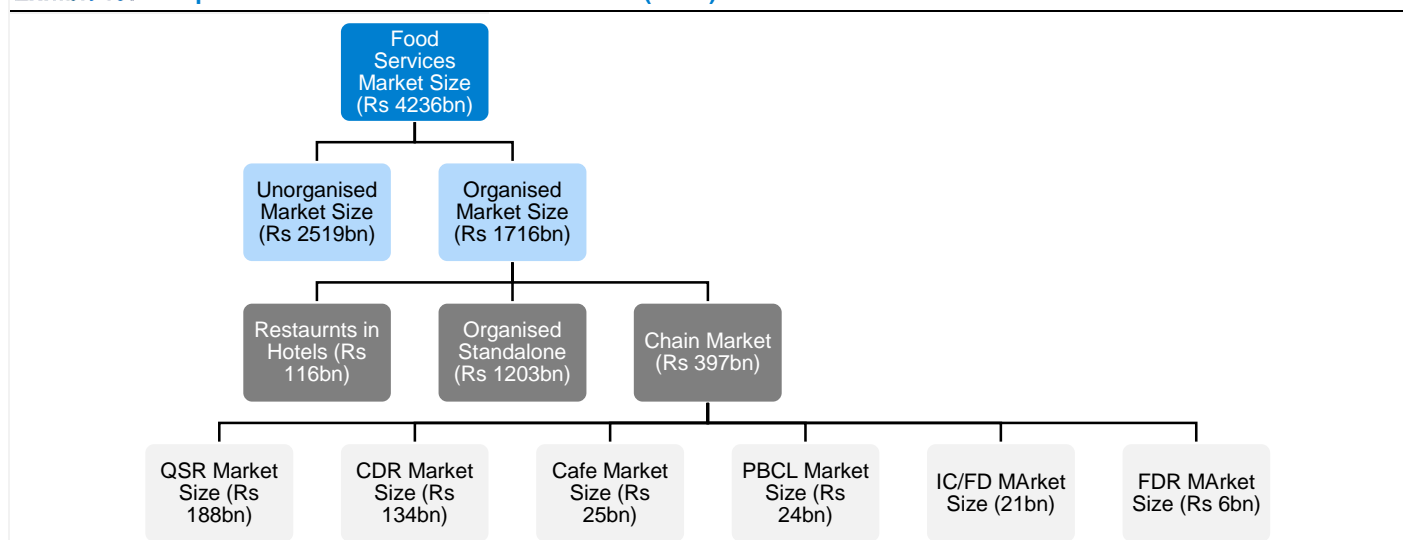 Food
Services
Market Size
(Rs 4236bn)
Unorganised
Market Size
(Rs 2519bn)
Organised
Market Size
(Rs 1716bn)
Restaurnts in
Hotels (Rs
116bn)
Organised
Standalone
(Rs 1203bn)
Chain Market
(Rs 397bn)
QSR Market
Size (Rs
188bn)
CDR Market
Size (Rs
134bn)
Cafe Market
Size (Rs
25bn)
PBCL Market
Size (Rs
24bn)
IC/FD MArket
Size (21bn)
FDR MArket
Size (Rs 6bn)